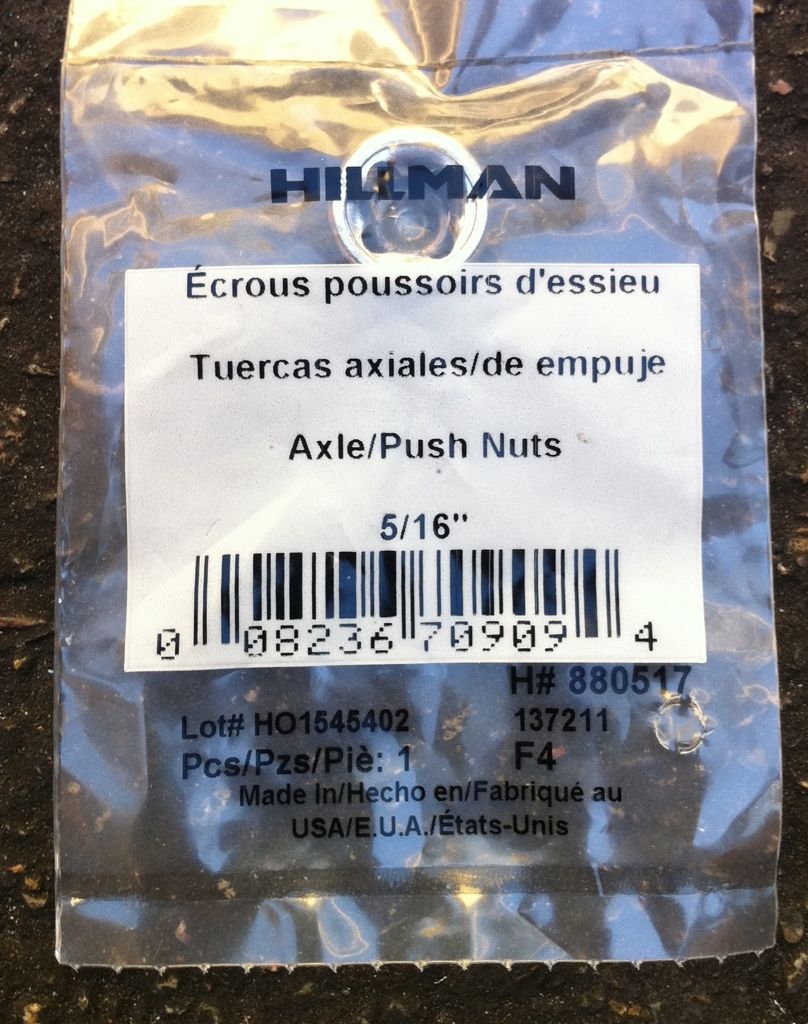 HILLMAN
Écrous poussoirs d'essieu
Tuercas axiales/de empuje
Axle/Push Nuts
5/16"
0 08236 70909 4
H# 880517
Lot# HO1545402 137211
Pcs/Pzs/Piè: 1 F4
Made In/Hecho en/Fabriqué au
USA/E.U.A./États-Unis